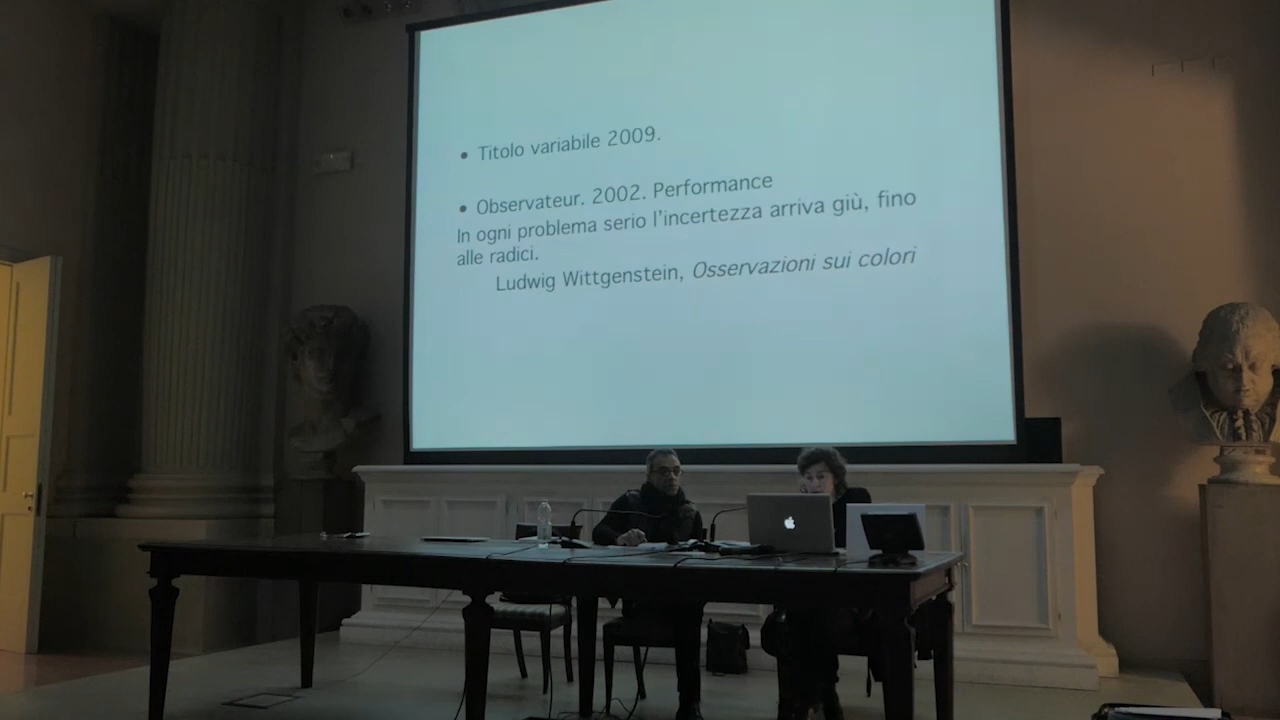 • Titolo variabile 2009.
• Observateur. 2002. Performance
In ogni problema serio l'incertezza arriva giù, fino
alle radici.
Ludwig Wittgenstein, Osservazioni sui colori